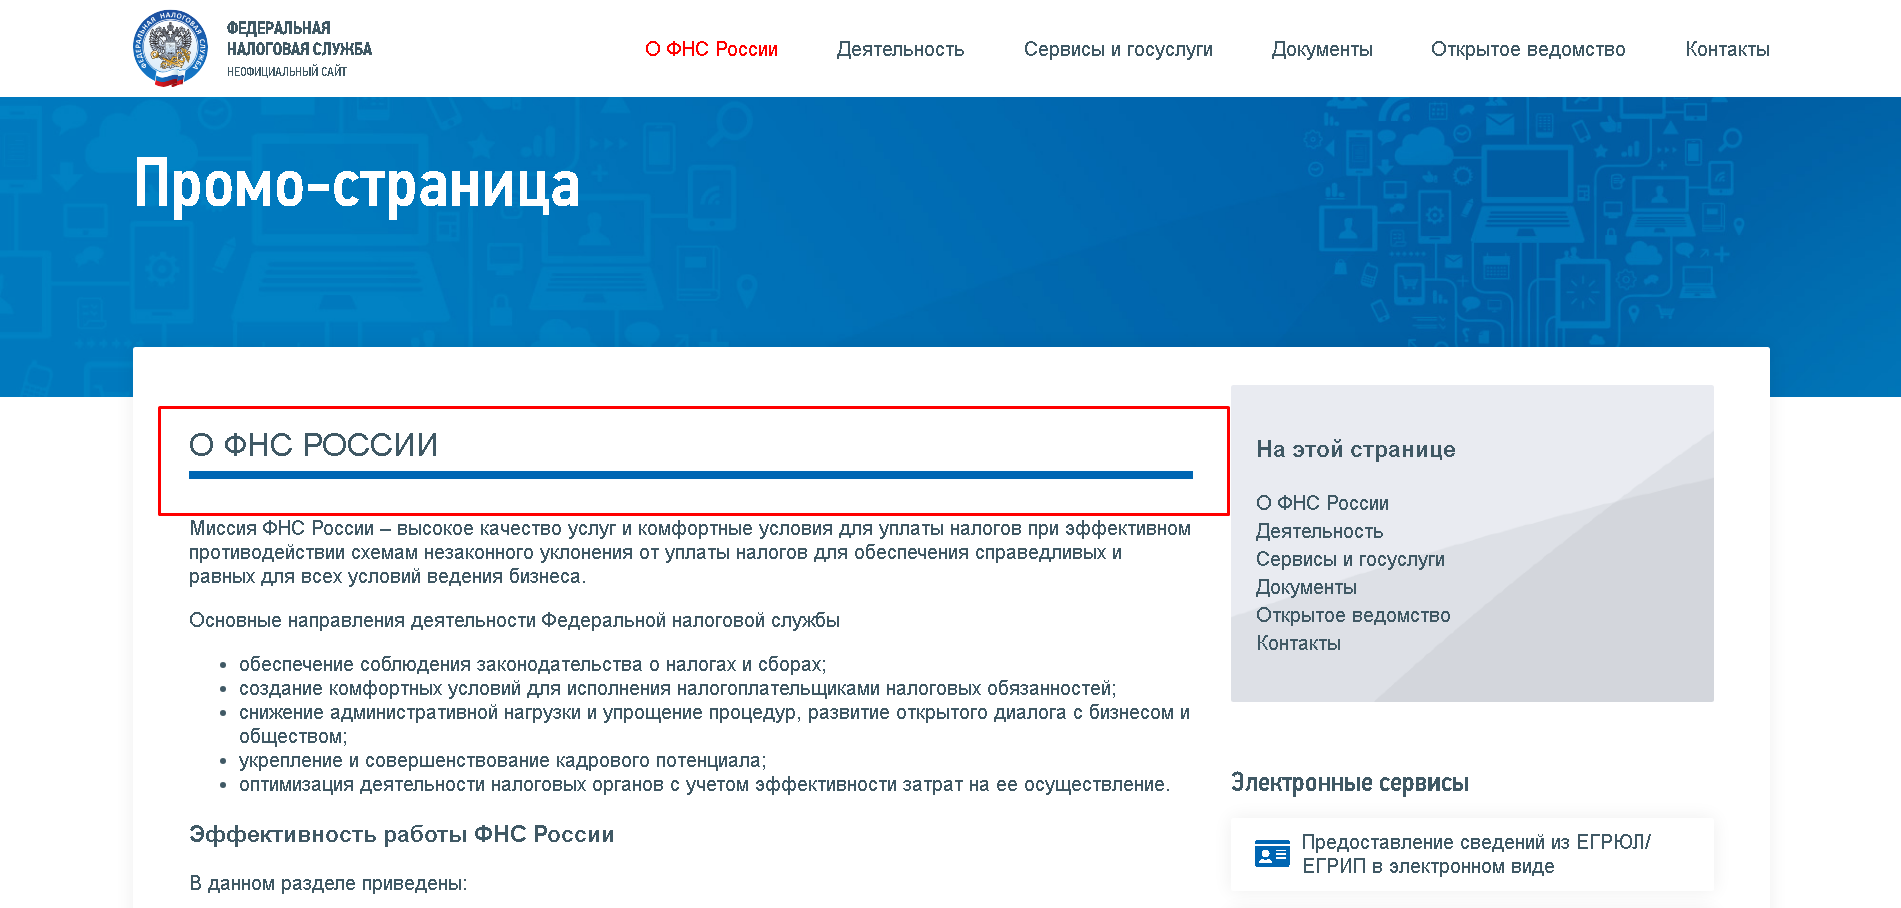 ФЕДЕРАЛЬНАЯ
НАЛОГОВАЯ СЛУЖБА
НЕОФИЦИАЛЬНЫЙ САЙТ
О ФНС России
Деятельность
Сервисы и госуслуги
Документы
Открытое ведомство
Контакты
Промо-страница
О ФНС РОССИИ
Миссия ФНС России – высокое качество услуг и комфортные условия для уплаты налогов при эффективном
противодействии схемам незаконного уклонения от уплаты налогов для обеспечения справедливых и
равных для всех условий ведения бизнеса.
Основные направления деятельности Федеральной налоговой службы
• обеспечение соблюдения законодательства о налогах и сборах;
• создание комфортных условий для исполнения налогоплательщиками налоговых обязанностей;
• снижение административной нагрузки и упрощение процедур, развитие открытого диалога с бизнесом и
обществом;
• укрепление и совершенствование кадрового потенциала;
• оптимизация деятельности налоговых органов с учетом эффективности затрат на ее осуществление.
Эффективность работы ФНС России
В данном разделе приведены:
На этой странице
О ФНС России
Деятельность
Сервисы и госуслуги
Документы
Открытое ведомство
Контакты
Электронные сервисы
Предоставление сведений из ЕГРЮЛ/
ЕГРИП в электронном виде
ФЕДЕРАЛЬНАЯ НАЛОГОВАЯ СЛУЖБА